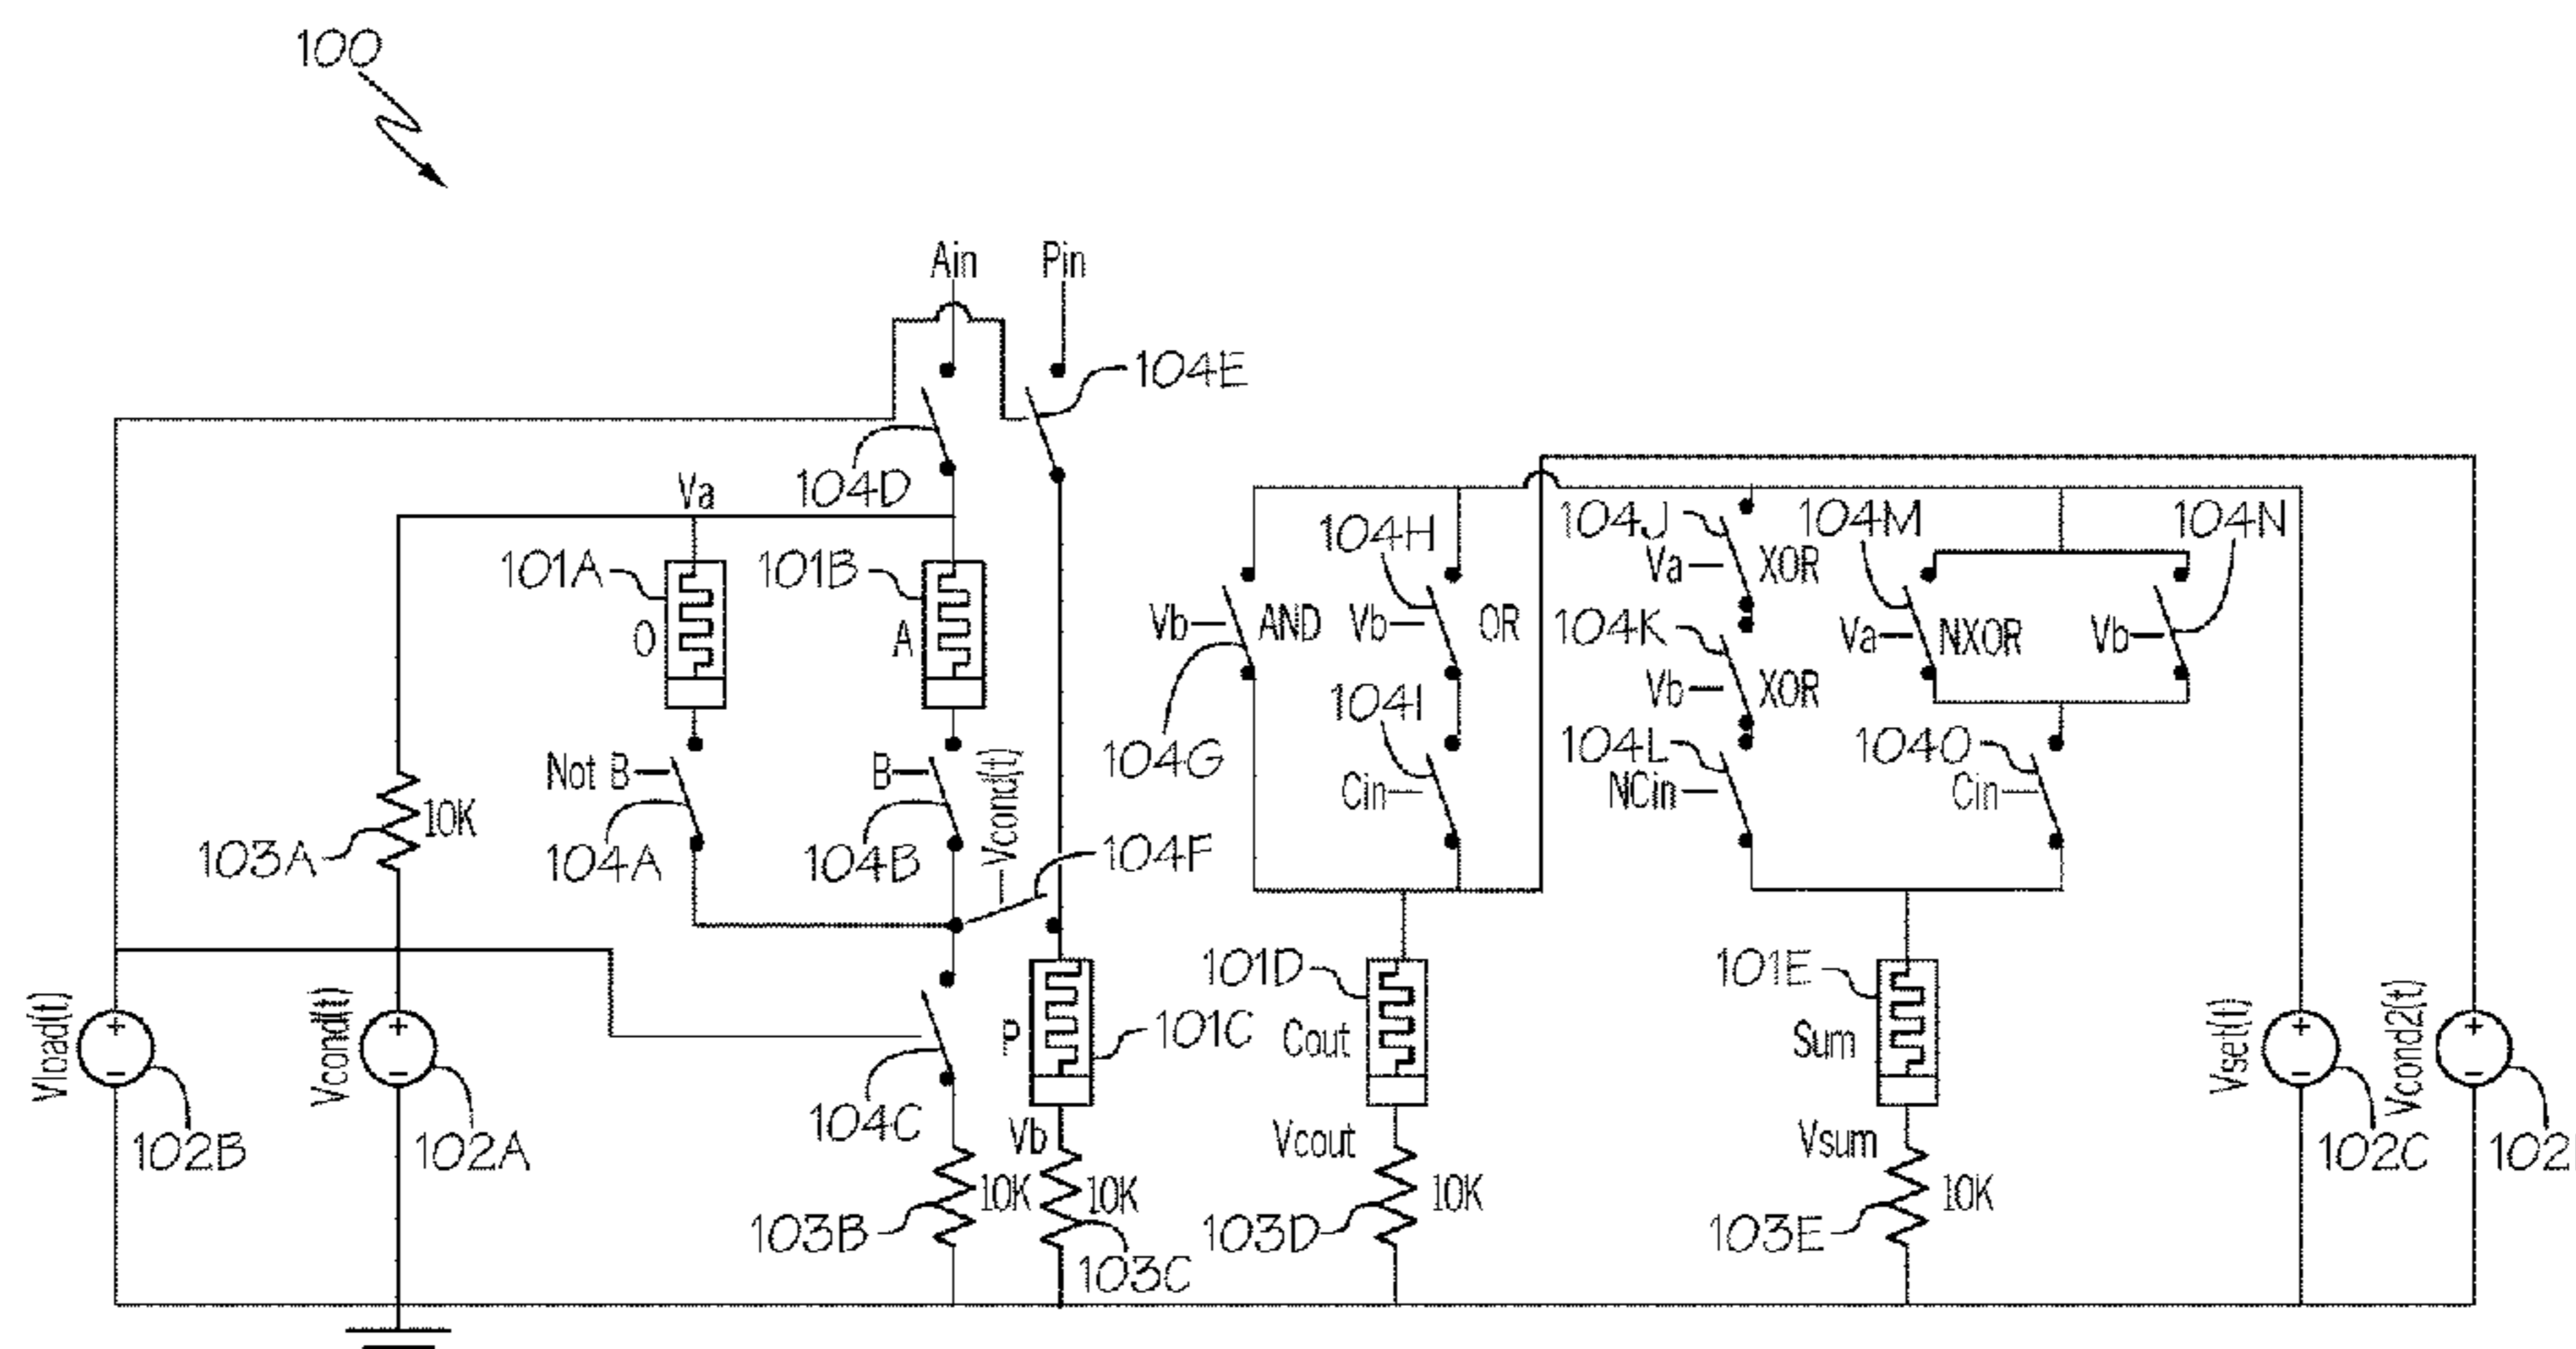 100
Ain Pin
104E
104D
Va
101A
101B
O
A
Not B
B
104A
104B
Vcond(t)
104F
10K
103A
Vload(t)
Vcond(t)
102B
102A
104C
P
101C
Vb
10K
10K
103B
103C
104H
Vb
AND
Vb
OR
104G
104I
Cin
104J
Va
XOR
104K
Vb
XOR
104L
NCin
104M
104N
Va
NXOR
Vb
104O
Cin
101D
Cout
Vcout
10K
103D
101E
Sum
Vsum
10K
103E
Vset(t)
102C
Vcond2(t)
102